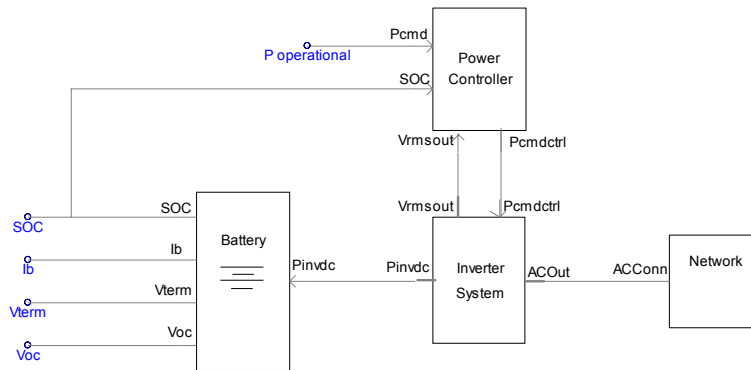 Pcmd
P operational
SOC
Power
Controller
Vrmsout
Pcmdctrl
Vrmsout
Pcmdctrl
SOC
SOC
Ib
Ib
Vterm
Vterm
Voc
Voc
Battery
Pinvdc
Pinvdc
Inverter
System
ACOut
ACConn
Network